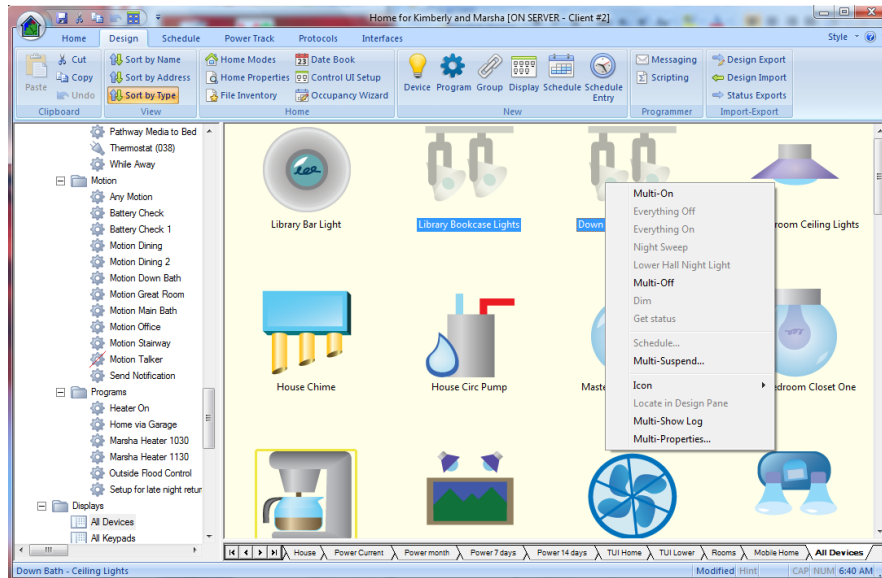 Home for Kimberly and Marsha [ON SERVER - Client #2]
Home Design Schedule Power Track Protocols Interfaces Style
Paste
Cut
Copy
Undo
Clipboard
Sort by Name
Sort by Address
Sort by Type
View
Home Modes
Home Properties
File Inventory
23 Date Book
Control UI Setup
Occupancy Wizard
Home
Device Program Group Display Schedule Schedule
Entry
New
Messaging
Scripting
Programmer
Design Export
Design Import
Status Exports
Import-Export
Pathway Media to Bed
Thermostat (038)
While Away
Motion
Any Motion
Battery Check
Battery Check 1
Motion Dining
Motion Dining 2
Motion Down Bath
Motion Great Room
Motion Main Bath
Motion Office
Motion Stairway
Motion Talker
Send Notification
Programs
Heater On
Home via Garage
Marsha Heater 1030
Marsha Heater 1130
Outside Flood Control
Setup for late night retur
Displays
All Devices
All Keypads
Library Bar Light
Library Bookcase Lights
Down
room Ceiling Lights
House Chime
House Circ Pump
Maste
edroom Closet One
Multi-On
Everything Off
Everything On
Night Sweep
Lower Hall Night Light
Multi-Off
Dim
Get status
Schedule...
Multi-Suspend...
Icon
Locate in Design Pane
Multi-Show Log
Multi-Properties...
House Power Current Power month Power 7 days Power 14 days TUI Home TUI Lower Rooms Mobile Home All Devices
Down Bath - Ceiling Lights
Modified Hint CAP NUM 6:40 AM